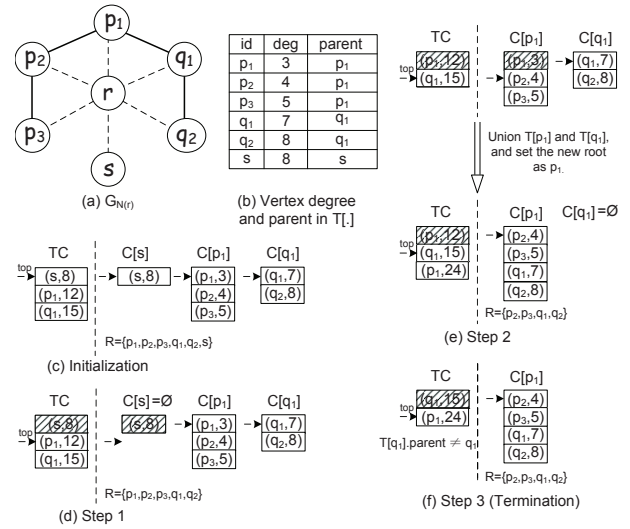 p1
p2
q1
r
p3
q2
s
(a) GN(r)
id deg parent
p1 3 p1
p2 4 p1
p3 5 p1
q1 7 q1
q2 8 q1
s 8 s
(b) Vertex degree
and parent in T[.]
TC C[s] C[p1] C[q1]
top
(s,8) (s,8) (p1,3) (q1,7)
(p1,12) (p2,4) (q2,8)
(q1,15) (p3,5)
R={p1,p2,p3,q1,q2,s}
(c) Initialization
TC C[s]=Ø C[p1] C[q1]
(s,8) (s,8) (p1,3) (q1,7)
top
(p1,12) (p2,4) (q2,8)
(q1,15) (p3,5)
R={p1,p2,p3,q1,q2}
(d) Step 1
TC C[p1] C[q1]
(p1,12) (p1,3) (q1,7)
top
(q1,15) (p2,4) (q2,8)
(p3,5)
Union T[p1] and T[q1],
and set the new root
as p1.
TC C[p1] C[q1]=Ø
(p1,12) (p2,4)
top
(q1,15) (p3,5)
(p1,24) (q1,7)
(q2,8)
R={p2,p3,q1,q2}
(e) Step 2
TC C[p1]
(q1,15) (p2,4)
top
(p1,24) (p3,5)
T[q1].parent ≠ q1 (q1,7)
(q2,8)
R={p2,p3,q1,q2}
(f) Step 3 (Termination)